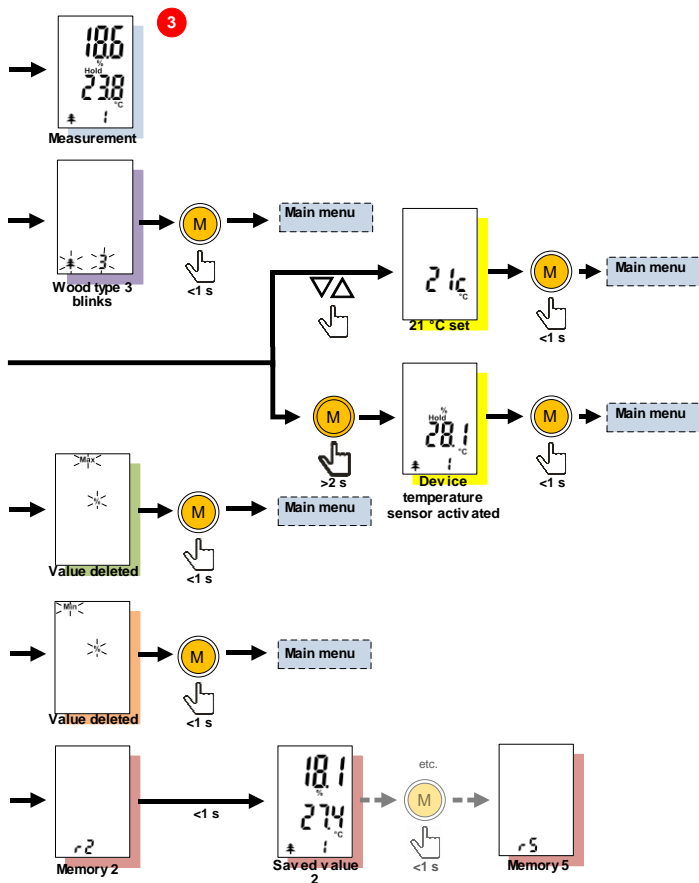 3
18.6
%
Hold
23.8
°C
1
Measurement
3
Wood type 3
blinks
M
<1 s
Main menu
21c
°C
21 °C set
M
<1 s
Main menu
M
>2 s
%
Hold
28.1
°C
1
Device
temperature
sensor activated
M
<1 s
Main menu
Max
%
Value deleted
M
<1 s
Main menu
Min
%
Value deleted
M
<1 s
Main menu
r2
Memory 2
<1 s
18.1
%
27.4
°C
1
Saved value
2
etc.
M
<1 s
r5
Memory 5